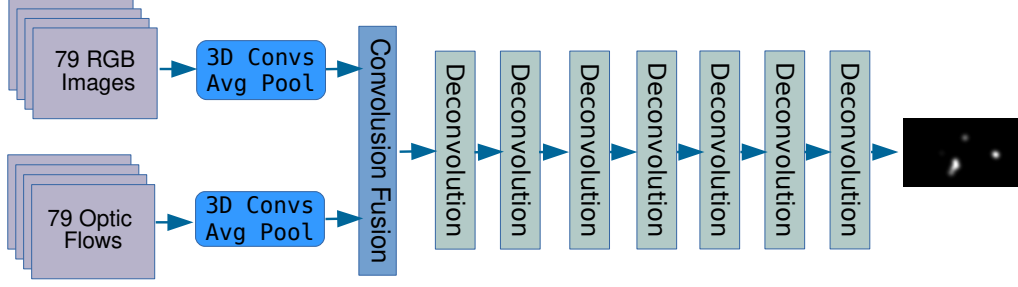 79 RGB
Images
3D Convs
Avg Pool
79 Optic
Flows
3D Convs
Avg Pool
Convolusion Fusion
Deconvolution
Deconvolution
Deconvolution
Deconvolution
Deconvolution
Deconvolution
Deconvolution